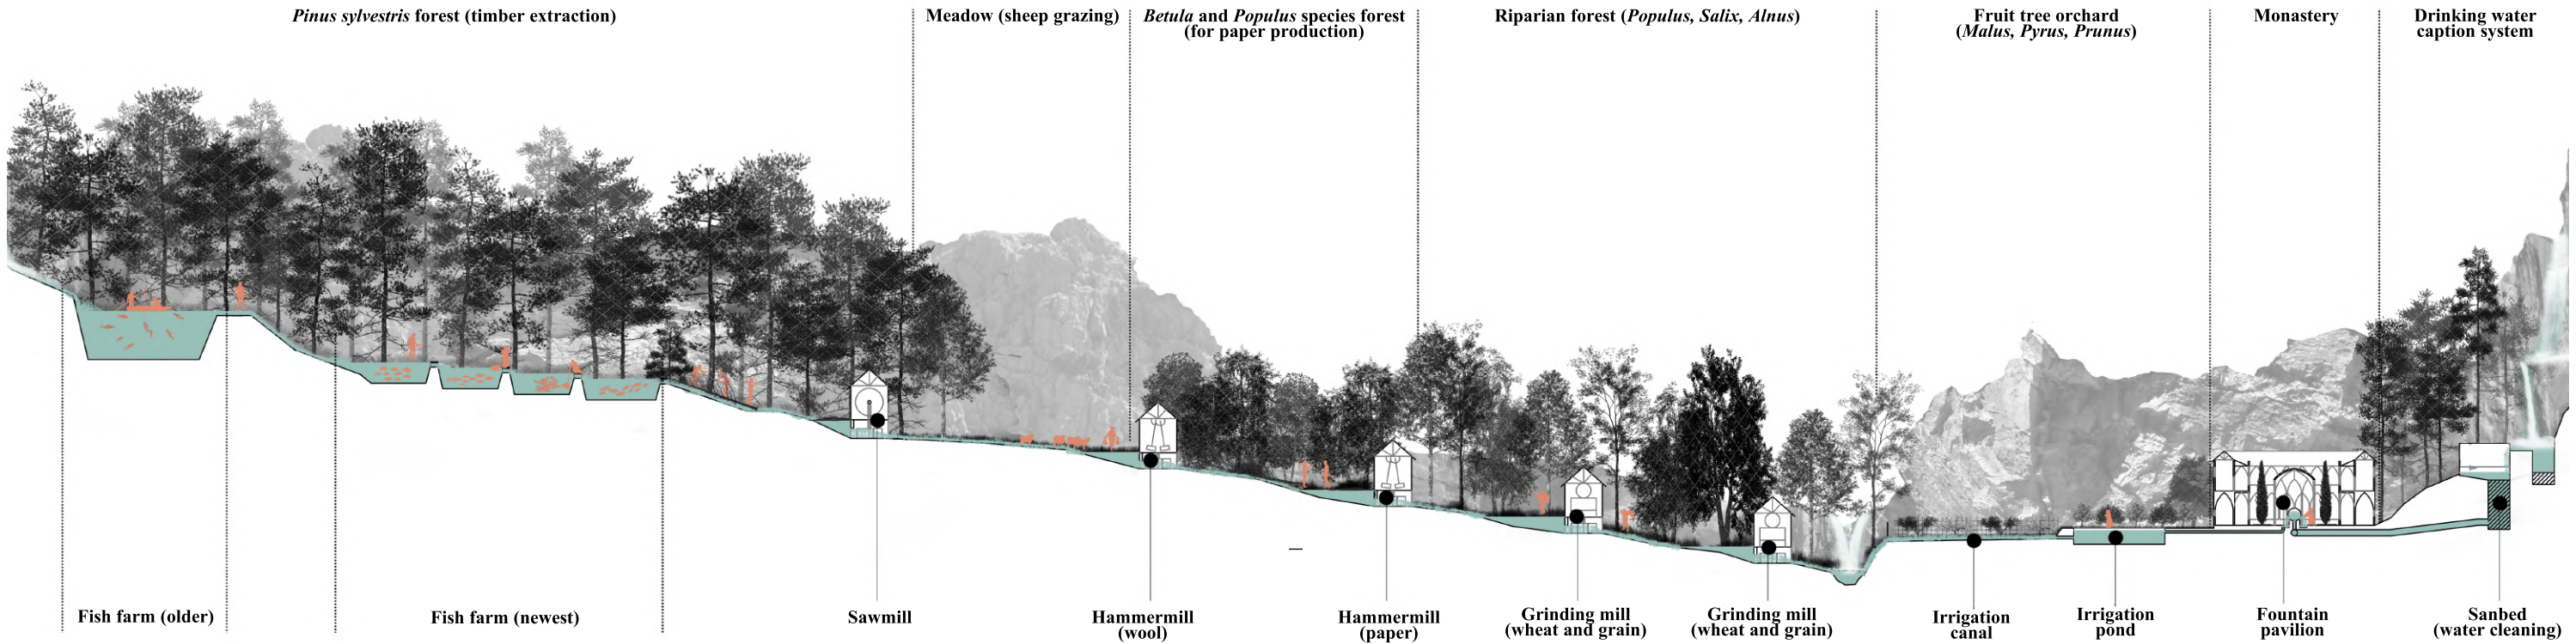 Pinus sylvestris forest (timber extraction)
Meadow (sheep grazing)
Betula and Populus species forest
(for paper production)
Riparian forest (Populus, Salix, Alnus)
Fruit tree orchard
(Malus, Pyrus, Prunus)
Monastery
Drinking water
caption system
Fish farm (older)
Fish farm (newest)
Sawmill
Hammermill
(wool)
Hammermill
(paper)
Grinding mill
(wheat and grain)
Grinding mill
(wheat and grain)
Irrigation
canal
Irrigation
pond
Fountain
pavilion
Sanbed
(water cleaning)